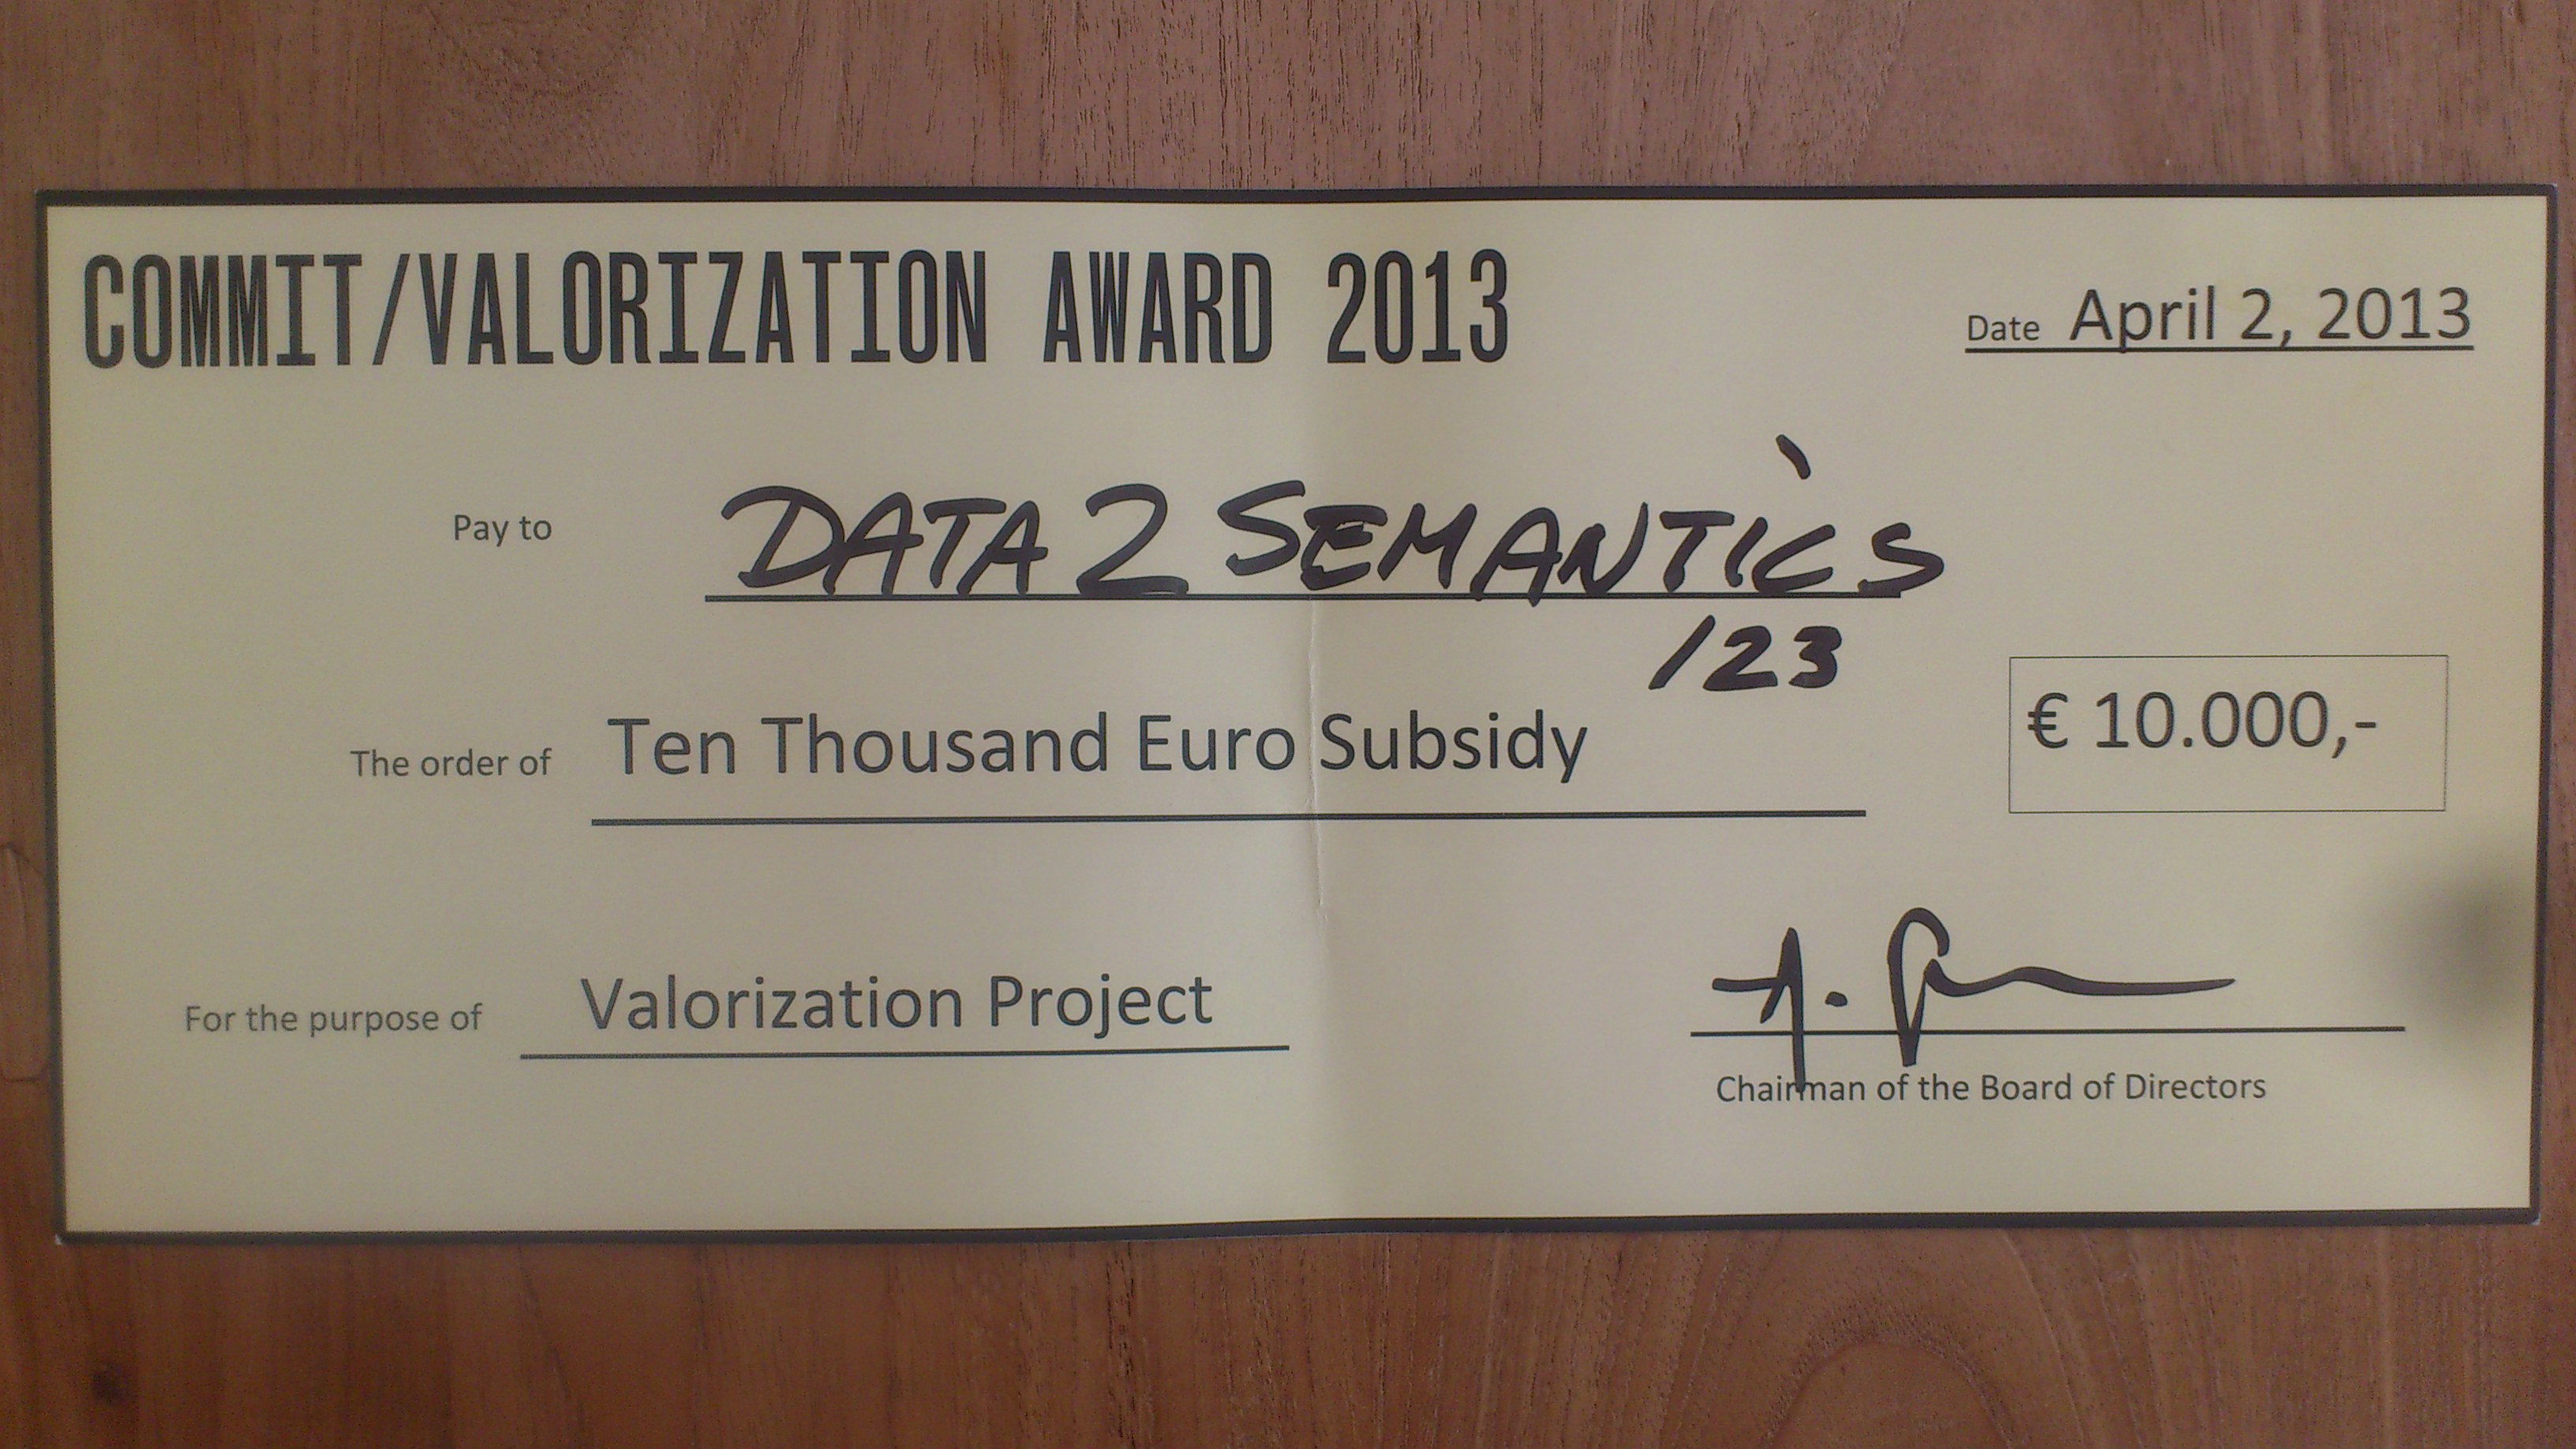 COMMIT/VALORIZATION AWARD 2013
Date April 2, 2013
Pay to DATA 2 SEMANTICS
/23
The order of Ten Thousand Euro Subsidy
€ 10.000,-
For the purpose of Valorization Project
Chairman of the Board of Directors